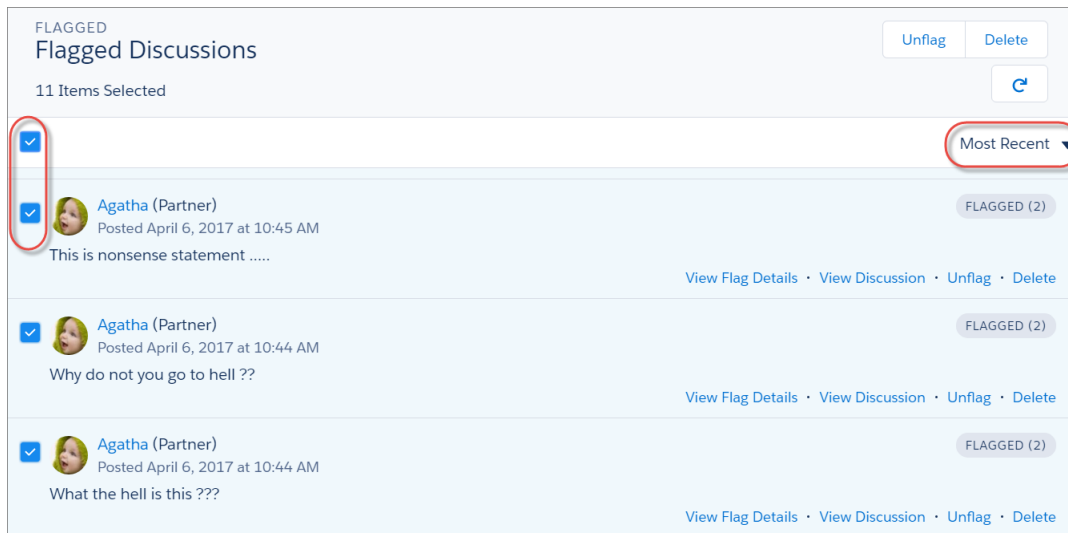 FLAGGED
Flagged Discussions
Unflag
Delete
11 Items Selected
Most Recent
Agatha (Partner)
FLAGGED (2)
Posted April 6, 2017 at 10:45 AM
This is nonsense statement .....
View Flag Details · View Discussion · Unflag · Delete
Agatha (Partner)
FLAGGED (2)
Posted April 6, 2017 at 10:44 AM
Why do not you go to hell ??
View Flag Details · View Discussion · Unflag · Delete
Agatha (Partner)
FLAGGED (2)
Posted April 6, 2017 at 10:44 AM
What the hell is this ???
View Flag Details · View Discussion · Unflag · Delete